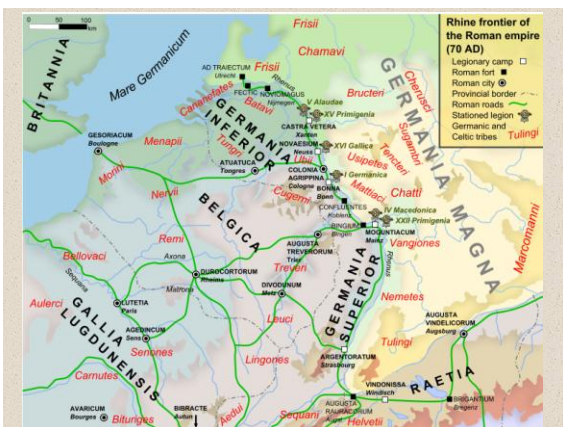 0 50 100
km
Rhine frontier of
the Roman empire
(70 AD)
Legionary camp
Roman fort
Roman city
Provincial border
Roman roads
Stationed legion
Germanic and
Celtic tribes
Tulingi
BRITANNIA
Mare Germanicum
Frisii
Chamavi
Frisii
AD TRAIECTUM
Utrecht
Rhenus
FECTIO
NOVIOMAGUS
Nijmegen
Cananefates
Batavi
Bructeri
Cherusci
GERMANIA MAGNA
V Alaudae
XV Primigenia
CASTRA VETERA
Xanten
Sugambri
Tencteri
Usipetes
GERMANIA
INFERIOR
GESORIACUM
Boulogne
Menapii
NOVAESIUM
Neuss
XVI Gallica
Tungri
ATUATUCA
Tongres
Ubii
COLONIA
AGRIPPINA
Cologne
I Germanica
BONNA
Bonn
Mattiaci
Chatti
Morini
Nervii
Cugerni
CONFLUENTES
Koblenz
IV Macedonica
XXII Primigenia
BELGICA
BINGIUM
Bingen
MOGUNTIACUM
Mainz
Vangiones
Marcomanni
Remi
Bellovaci
Axona
AUGUSTA
TREVERORUM
Trier
Treveri
Rhenus
Sequana
DUROCORTORUM
Rheims
Matrona
DIVODUNUM
Metz
GERMANIA
SUPERIOR
Nemetes
Aulerci
LUTETIA
Paris
GALLIA
LUGDUNENSIS
AGEDINCUM
Sens
Senones
Leuci
Lingones
Tulingi
AUGUSTA
VINDELICORUM
Augsburg
ARGENTORATUM
Strasbourg
Carnutes
RAETIA
VINDONISSA
Windisch
BRIGANTIUM
Bregenz
AVARICUM
Bourges
Bituriges
BIBRACTE
Autun
Aedui
Sequani
AUGUSTA
RAURACORUM
Augst
Helvetii